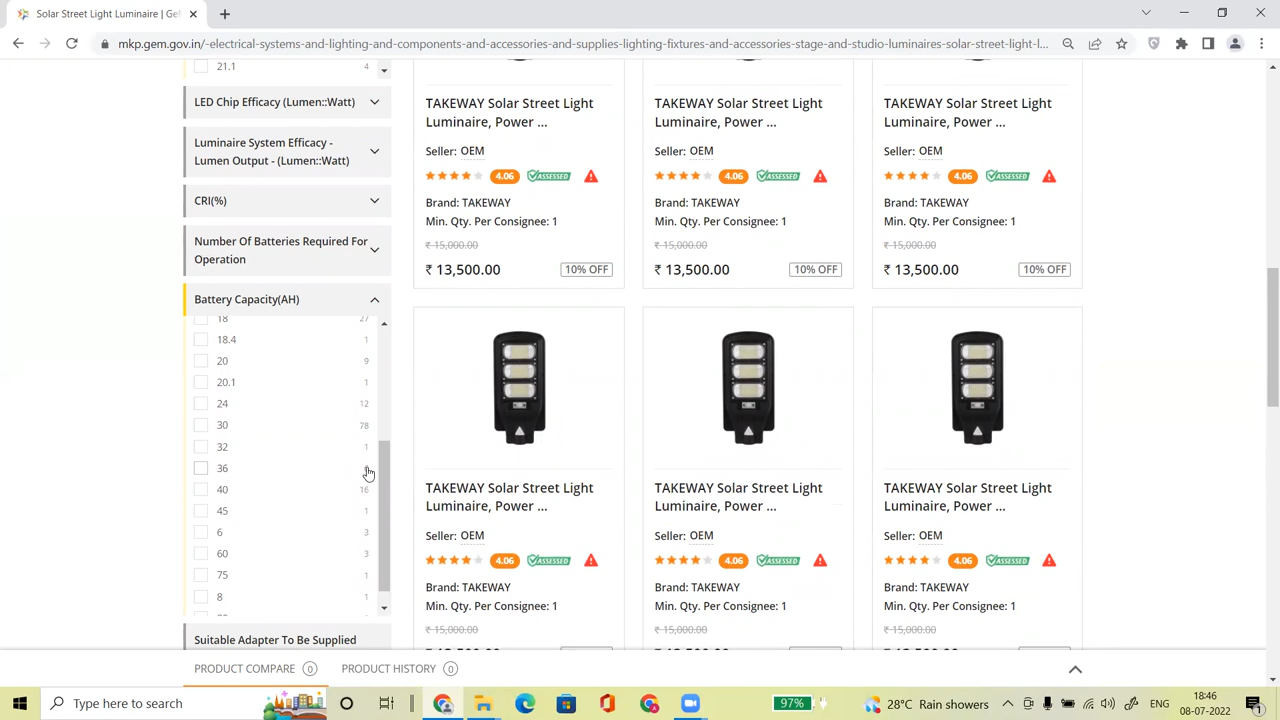 Solar Street Light Luminaire | Ge
mkp.gem.gov.in/electrical-systems-and-lighting-and-components-and-accessories-and-supplies-lighting-fixtures-and-accessories-stage-and-studio-luminaires-solar-street-light-l...
21.1 4
LED Chip Efficacy (Lumen::Watt)
Luminaire System Efficacy -
Lumen Output - (Lumen::Watt)
CRI(%)
Number Of Batteries Required For
Operation
Battery Capacity(AH)
18 27
18.4 1
20 9
20.1 1
24 12
30 78
32 1
36
40 16
45 1
6 3
60 3
75 1
8 1
Suitable Adapter To Be Supplied
TAKEWAY Solar Street Light
Luminaire, Power ...
Seller: OEM
4.06 ASSESSED
Brand: TAKEWAY
Min. Qty. Per Consignee: 1
₹ 15,000.00
₹ 13,500.00 10% OFF
TAKEWAY Solar Street Light
Luminaire, Power ...
Seller: OEM
4.06 ASSESSED
Brand: TAKEWAY
Min. Qty. Per Consignee: 1
₹ 15,000.00
₹ 13,500.00 10% OFF
TAKEWAY Solar Street Light
Luminaire, Power ...
Seller: OEM
4.06 ASSESSED
Brand: TAKEWAY
Min. Qty. Per Consignee: 1
₹ 15,000.00
₹ 13,500.00 10% OFF
TAKEWAY Solar Street Light
Luminaire, Power ...
Seller: OEM
4.06 ASSESSED
Brand: TAKEWAY
Min. Qty. Per Consignee: 1
₹ 15,000.00
TAKEWAY Solar Street Light
Luminaire, Power ...
Seller: OEM
4.06 ASSESSED
Brand: TAKEWAY
Min. Qty. Per Consignee: 1
₹ 15,000.00
TAKEWAY Solar Street Light
Luminaire, Power ...
Seller: OEM
4.06 ASSESSED
Brand: TAKEWAY
Min. Qty. Per Consignee: 1
₹ 15,000.00
PRODUCT COMPARE 0 PRODUCT HISTORY 0
Type here to search
97%
28°C Rain showers
ENG
18:46
08-07-2022
1